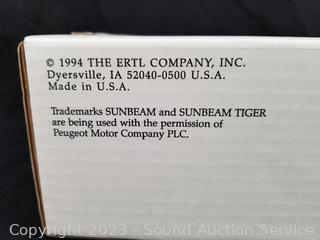 © 1994 THE ERTL COMPANY, INC.
Dyersville, IA 52040-0500 U.S.A.
Made in U.S.A.
Trademarks SUNBEAM and SUNBEAM TIGER
are being used with the permission of
Peugeot Motor Company PLC.
Copyright 2023 - Sound Auction Service